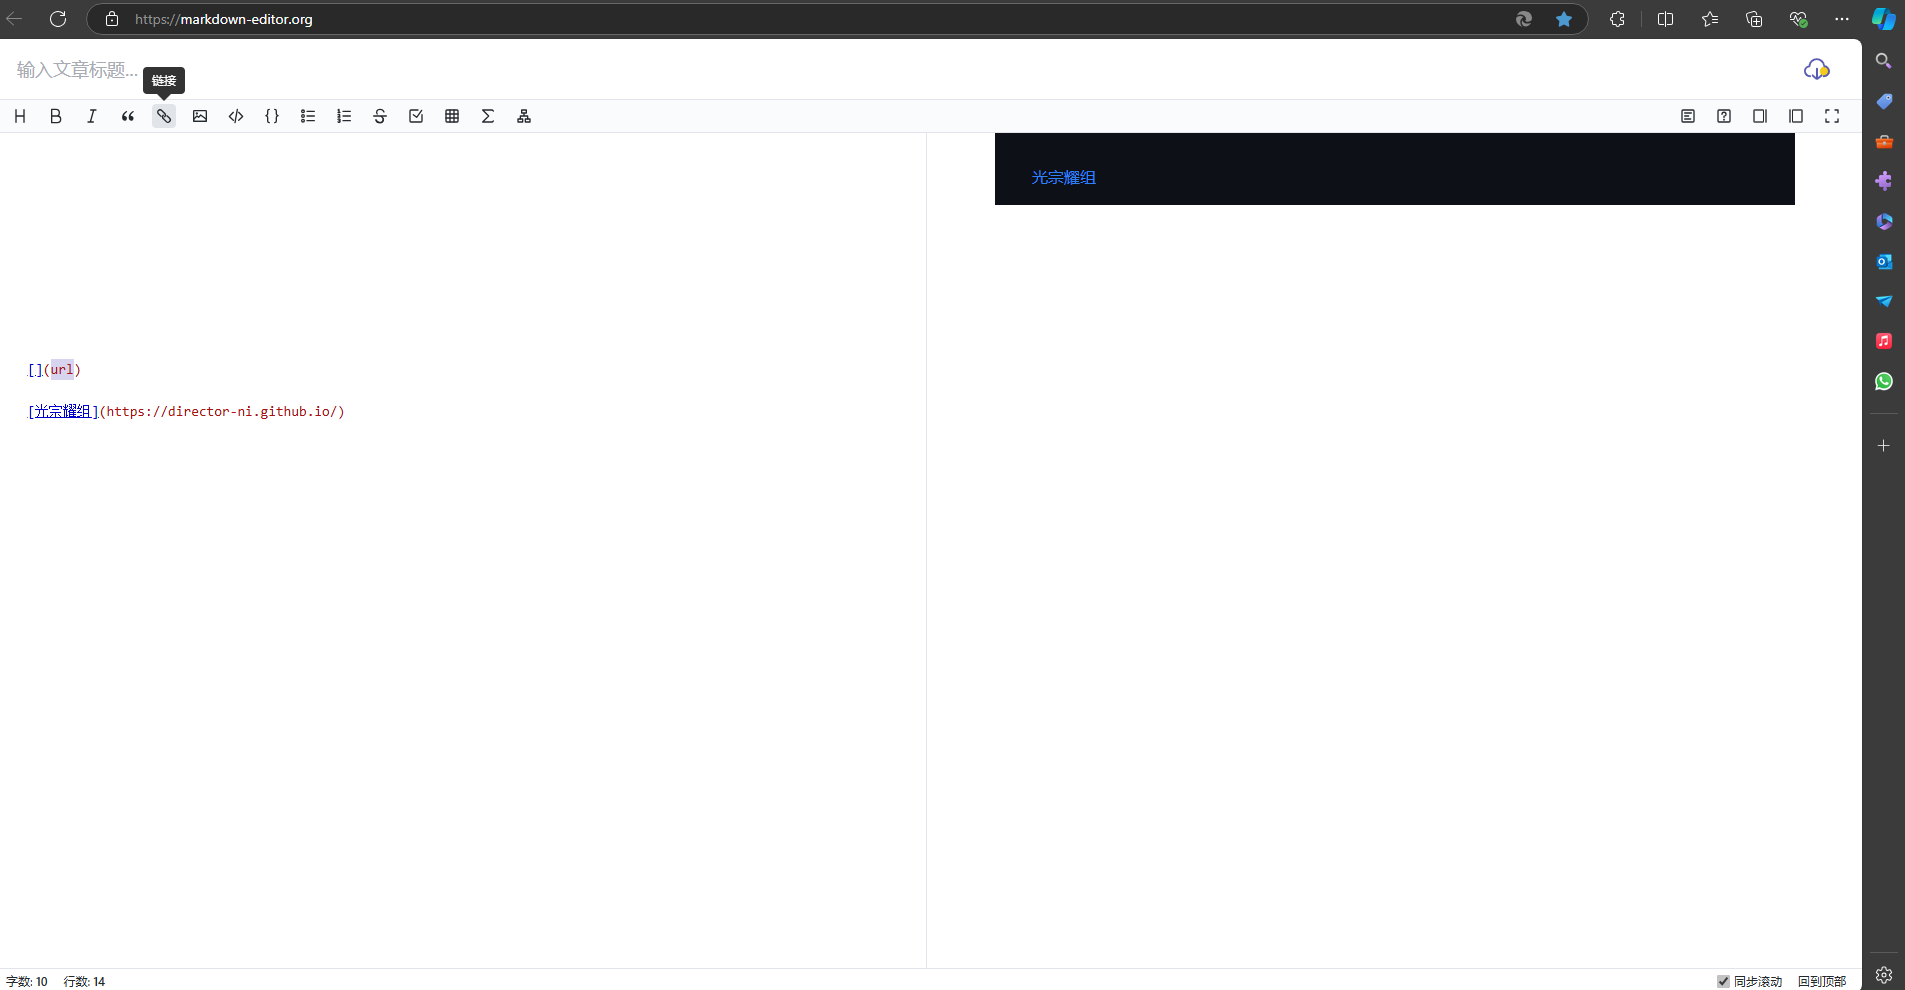 https://markdown-editor.org
输入文章标题...
链接
光宗耀组
[](url)
[光宗耀组](https://director-ni.github.io/)
字数: 10 行数: 14
同步滚动 回到顶部